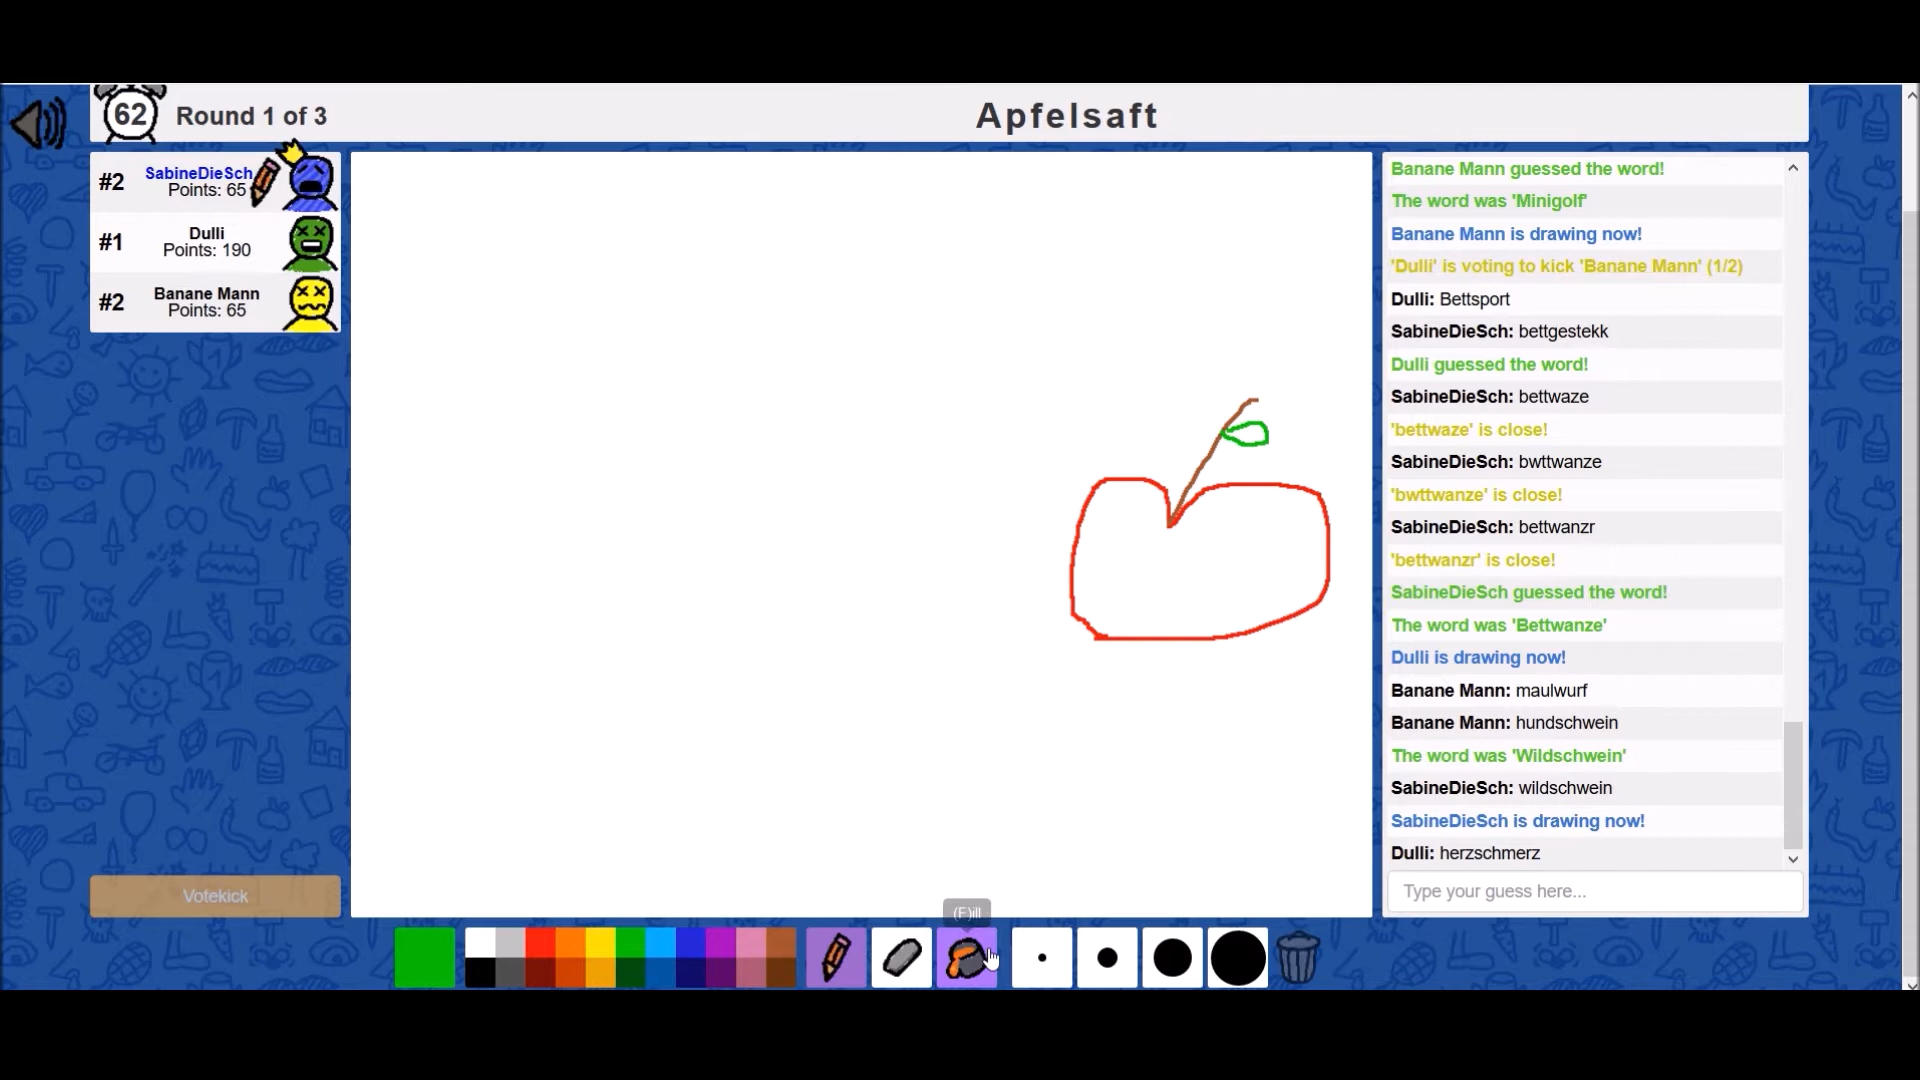 62
Round 1 of 3
Apfelsaft
#2
SabineDieSch
Points: 65
#1
Dulli
Points: 190
#2
Banane Mann
Points: 65
Votekick
Banane Mann guessed the word!
The word was 'Minigolf'
Banane Mann is drawing now!
'Dulli' is voting to kick 'Banane Mann' (1/2)
Dulli: Bettsport
SabineDieSch: bettgestekk
Dulli guessed the word!
SabineDieSch: bettwaze
'bettwaze' is close!
SabineDieSch: bwttwanze
'bwttwanze' is close!
SabineDieSch: bettwanzr
'bettwanzr' is close!
SabineDieSch guessed the word!
The word was 'Bettwanze'
Dulli is drawing now!
Banane Mann: maulwurf
Banane Mann: hundschwein
The word was 'Wildschwein'
SabineDieSch: wildschwein
SabineDieSch is drawing now!
Dulli: herzschmerz
Type your guess here...
(F)ill